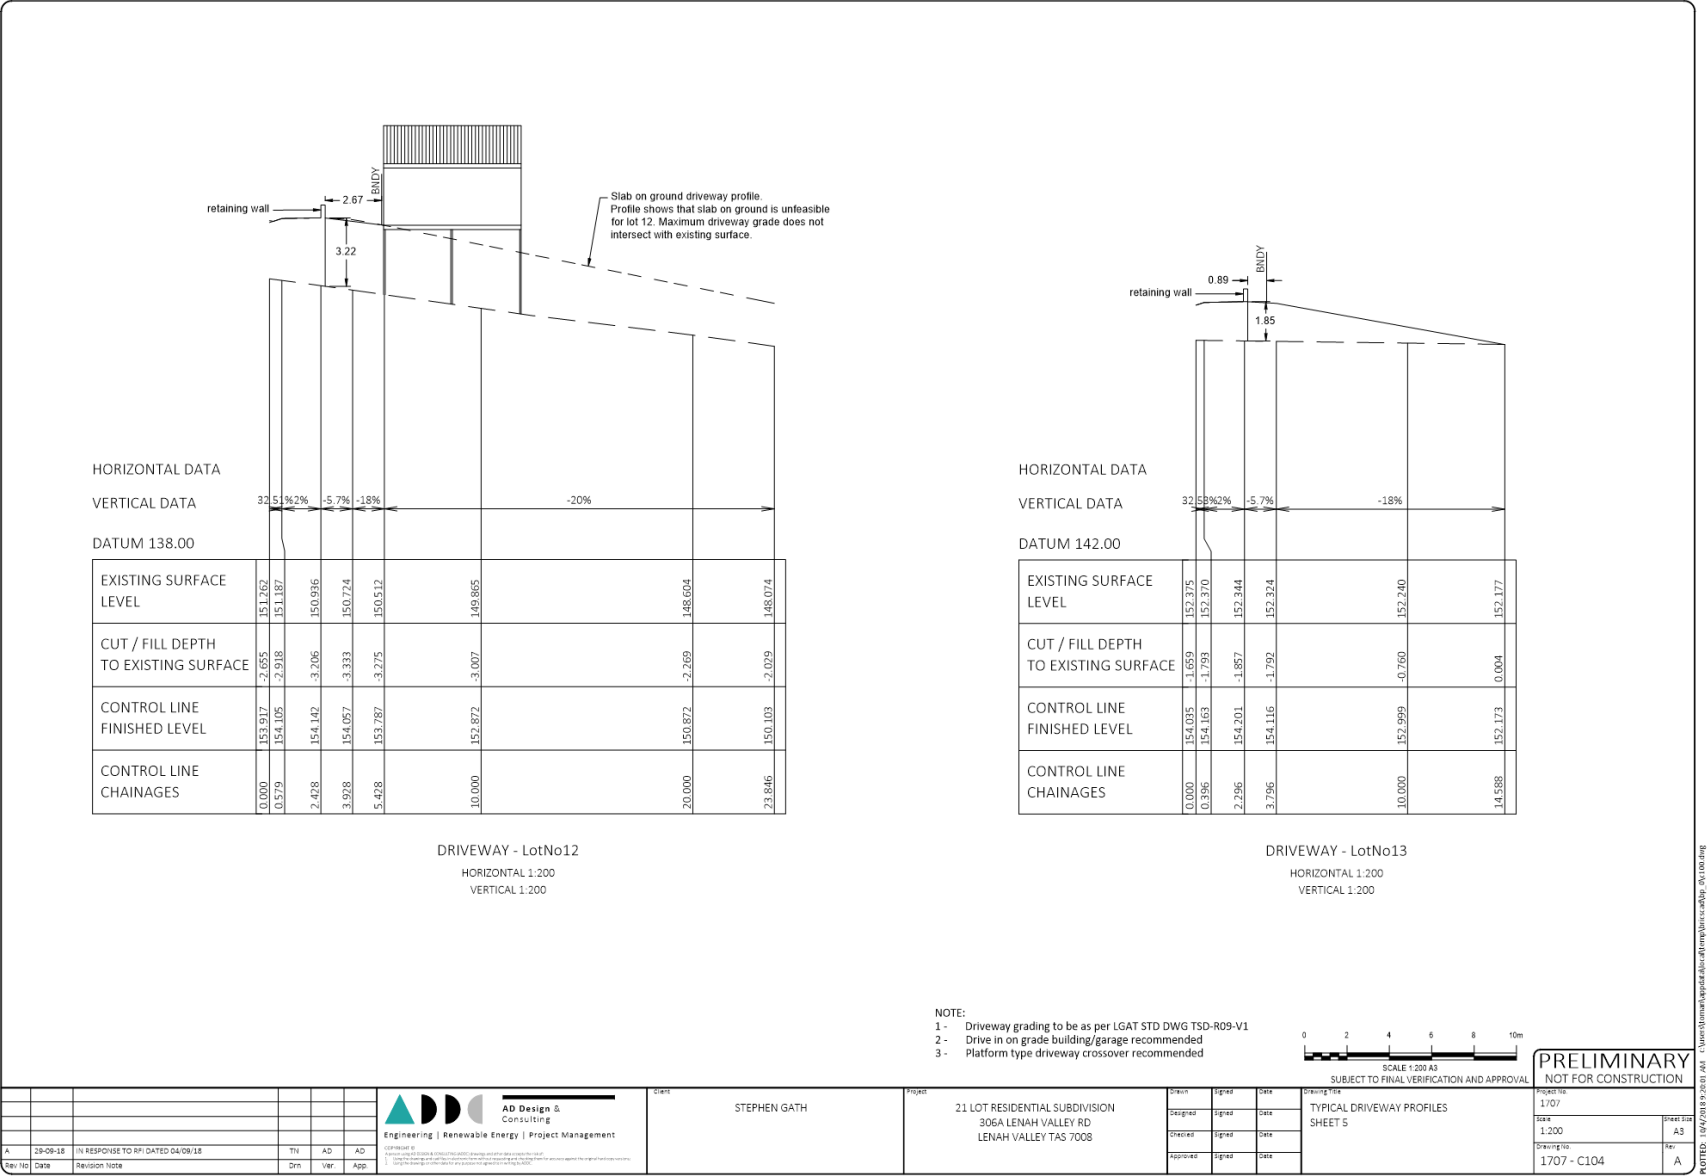 BNDY
2.67
retaining wall
3.22
Slab on ground driveway profile.
Profile shows that slab on ground is unfeasible
for lot 12. Maximum driveway grade does not
intersect with existing surface.
HORIZONTAL DATA
VERTICAL DATA
32.51% 2% -5.7% -18% -20%
DATUM 138.00
EXISTING SURFACE
LEVEL
151.262 151.187 150.936 150.724 150.512 149.865 148.604 148.074
CUT / FILL DEPTH
TO EXISTING SURFACE
-2.655 -2.918 -3.206 -3.333 -3.275 -3.007 -2.269 -2.029
CONTROL LINE
FINISHED LEVEL
153.917 154.105 154.142 154.057 153.787 152.872 150.872 150.103
CONTROL LINE
CHAINAGES
0.000 0.579 2.428 3.928 5.428 10.000 20.000 23.846
DRIVEWAY - LotNo12
HORIZONTAL 1:200
VERTICAL 1:200
BNDY
0.89
retaining wall
1.85
HORIZONTAL DATA
VERTICAL DATA
32.53% 2% -5.7% -18%
DATUM 142.00
EXISTING SURFACE
LEVEL
152.375 152.370 152.344 152.324 152.240 152.177
CUT / FILL DEPTH
TO EXISTING SURFACE
-1.659 -1.793 -1.857 -1.792 -0.760 0.004
CONTROL LINE
FINISHED LEVEL
154.035 154.163 154.201 154.116 152.999 152.173
CONTROL LINE
CHAINAGES
0.000 0.396 2.296 3.796 10.000 14.588
DRIVEWAY - LotNo13
HORIZONTAL 1:200
VERTICAL 1:200
NOTE:
1 - Driveway grading to be as per LGAT STD DWG TSD-R09-V1
2 - Drive in on grade building/garage recommended
3 - Platform type driveway crossover recommended
0 2 4 6 8 10m
SCALE 1:200 A3
SUBJECT TO FINAL VERIFICATION AND APPROVAL
PRELIMINARY
NOT FOR CONSTRUCTION
A 29-09-18 IN RESPONSE TO RFI DATED 04/09/18 TN AD AD
Rev No Date Revision Note Drn Ver. App.
ADDC
AD Design &
Consulting
Engineering | Renewable Energy | Project Management
COPYRIGHT ©
Client
STEPHEN GATH
Project
21 LOT RESIDENTIAL SUBDIVISION
306A LENAH VALLEY RD
LENAH VALLEY TAS 7008
Drawn Signed Date
Designed Signed Date
Checked Signed Date
Approved Signed Date
Drawing Title
TYPICAL DRIVEWAY PROFILES
SHEET 5
Project No.
1707
Scale
1:200
Sheet Size
A3
Drawing No.
1707 - C104
Rev
A
PLOTTED: 10/4/2018 9:20:01 AM